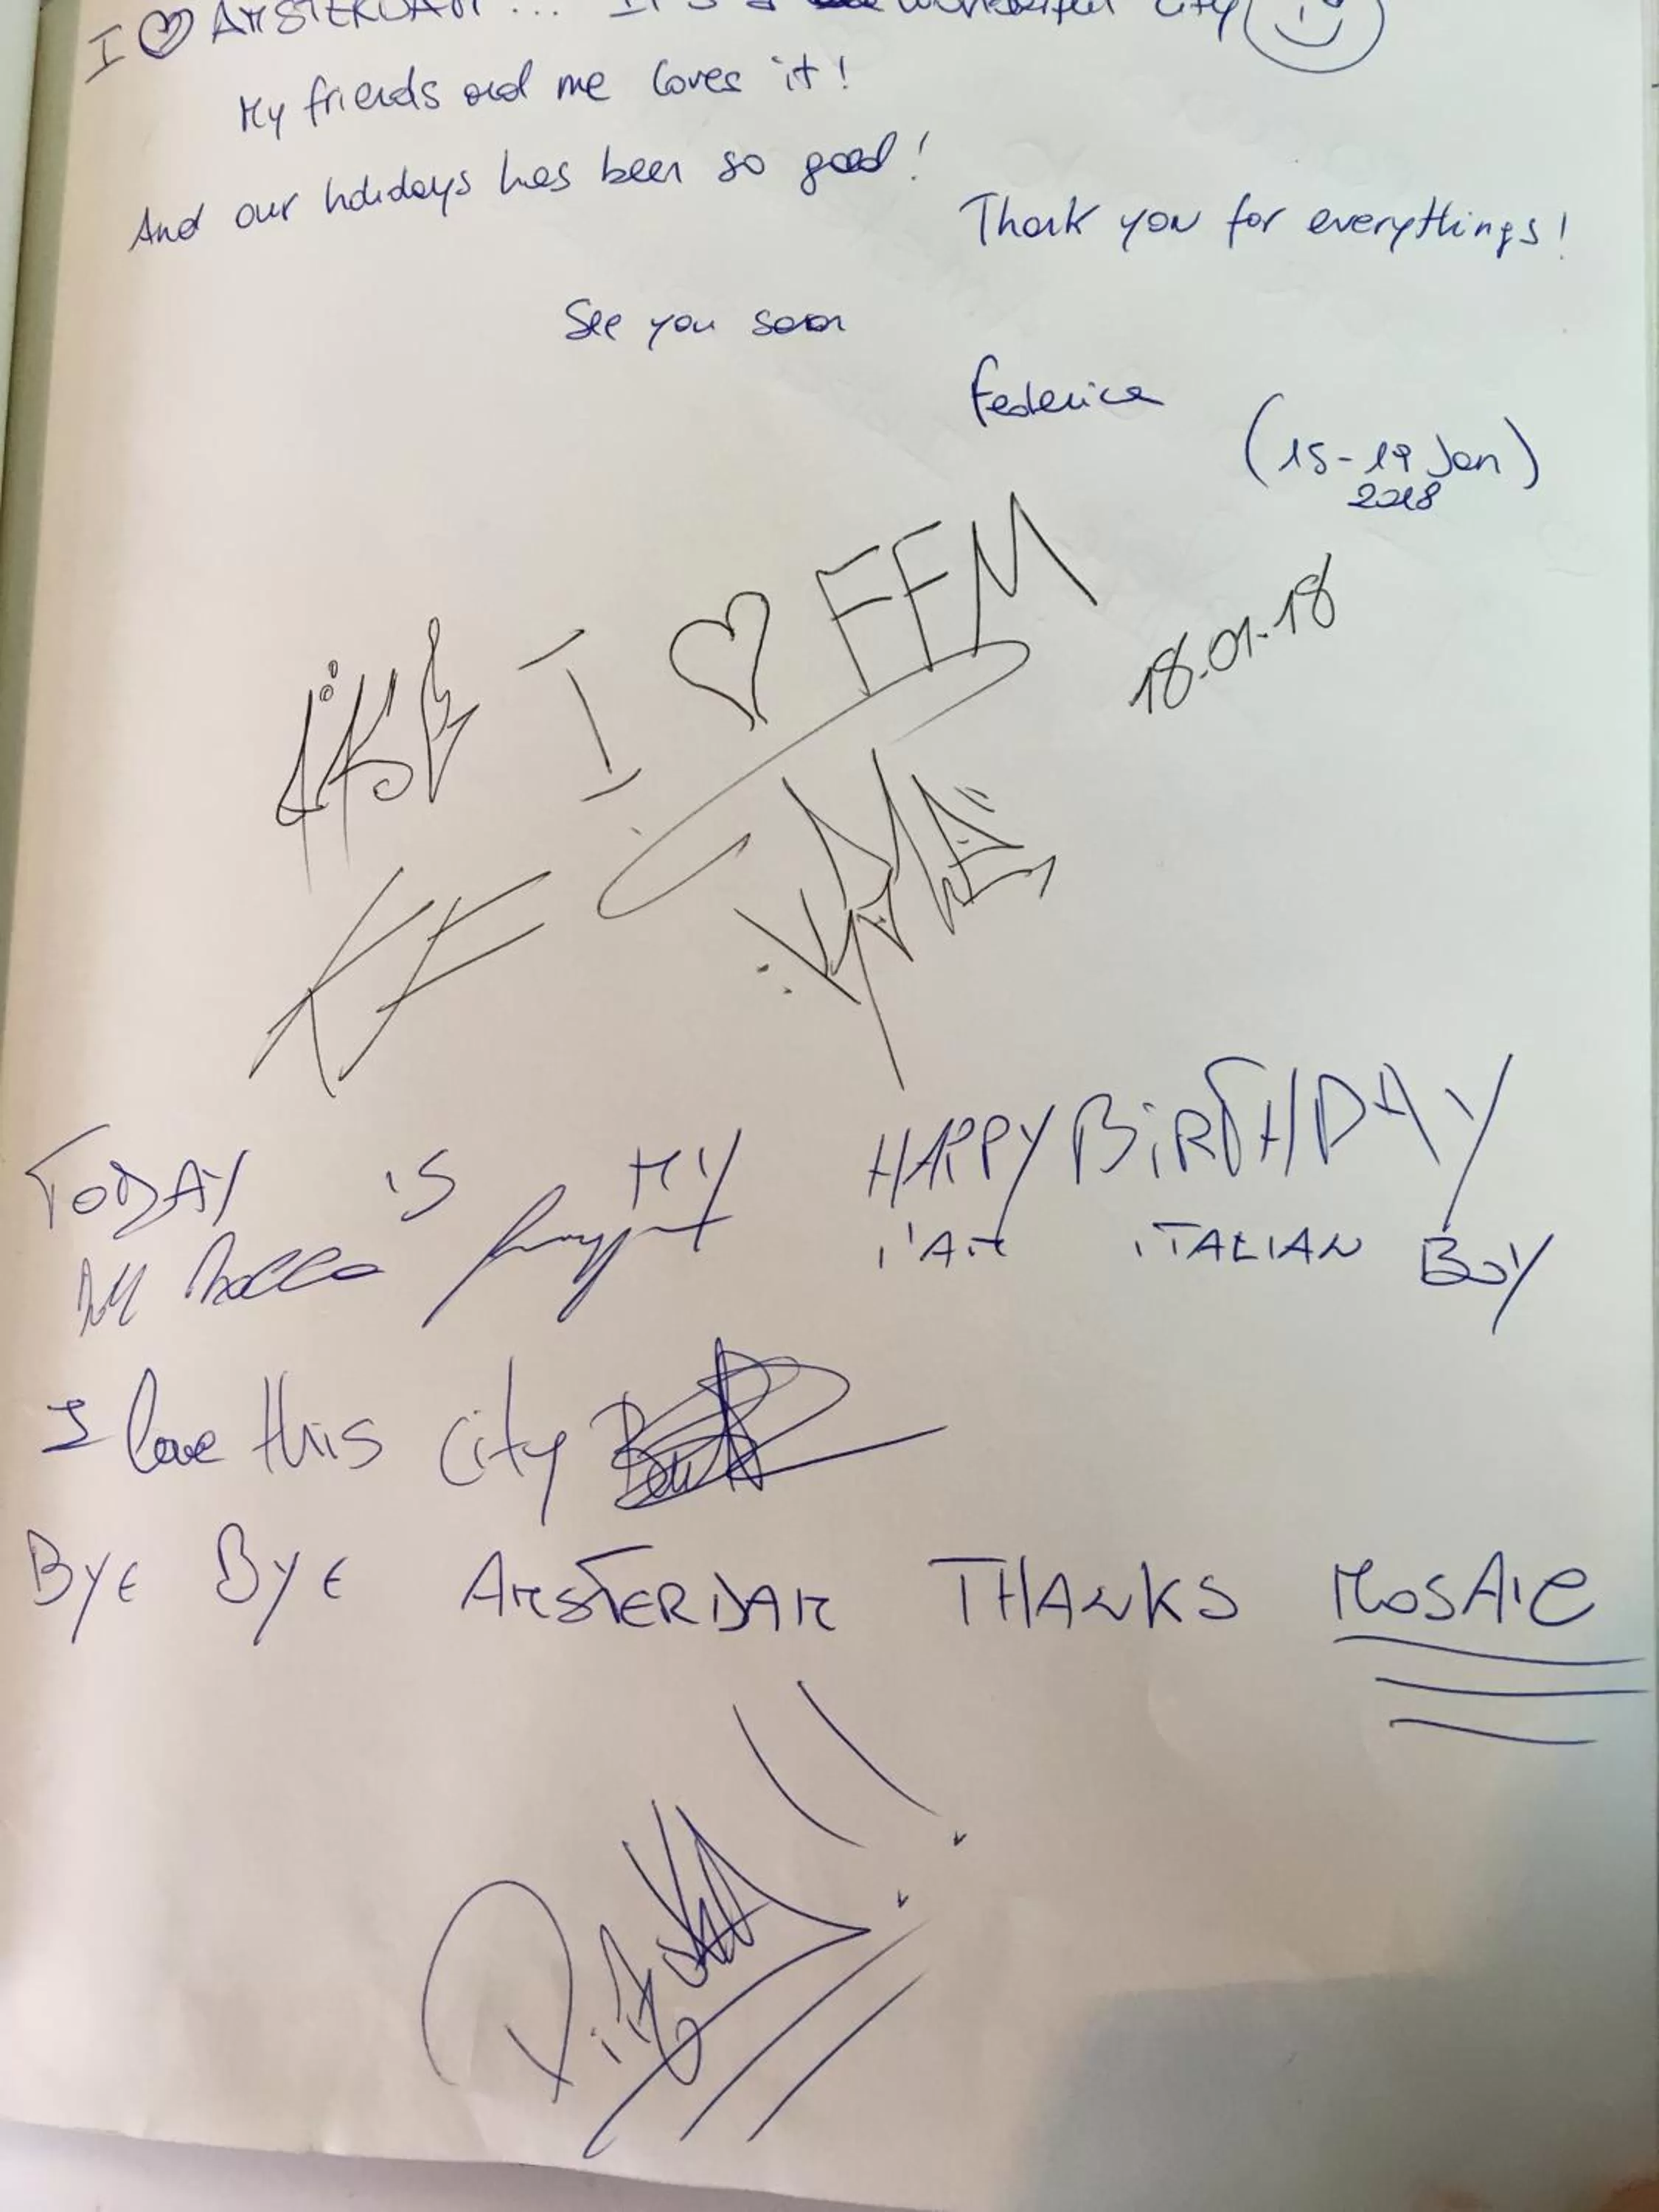 I ♡ AMSTERDAM ... IT'S a wonderful city
My friends and me loves it!
And our holidays has been so good!
Thank you for everythings!
See you soon
Federica
(15-19 Jan)
2018
I ♡ FFM
18.01.18
TODAY iS MY HAPPY BiRTHDAY
i'AM iTALIAN BOY
I love this city
BYE BYE AMSTERDAM THANKS MOSAiC